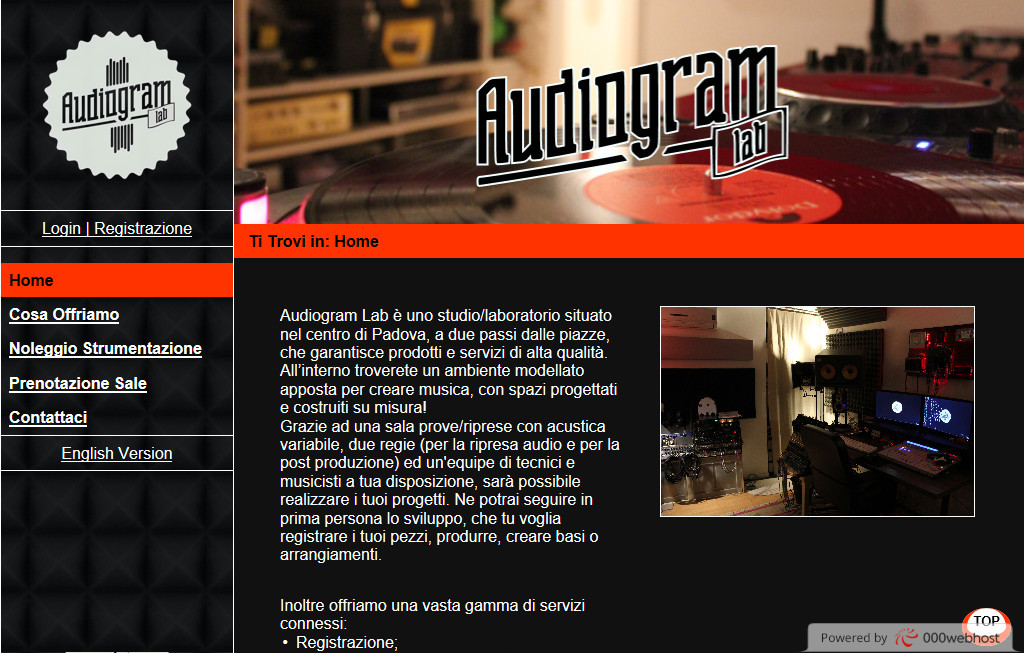 Audiogram
lab
Login | Registrazione
Home
Cosa Offriamo
Noleggio Strumentazione
Prenotazione Sale
Contattaci
English Version
Audiogram
lab
Ti Trovi in: Home
Audiogram Lab è uno studio/laboratorio situato
nel centro di Padova, a due passi dalle piazze,
che garantisce prodotti e servizi di alta qualità.
All’interno troverete un ambiente modellato
apposta per creare musica, con spazi progettati
e costruiti su misura!
Grazie ad una sala prove/riprese con acustica
variabile, due regie (per la ripresa audio e per la
post produzione) ed un'equipe di tecnici e
musicisti a tua disposizione, sarà possibile
realizzare i tuoi progetti. Ne potrai seguire in
prima persona lo sviluppo, che tu voglia
registrare i tuoi pezzi, produrre, creare basi o
arrangiamenti.
Inoltre offriamo una vasta gamma di servizi
connessi:
• Registrazione;
TOP
Powered by 000webhost